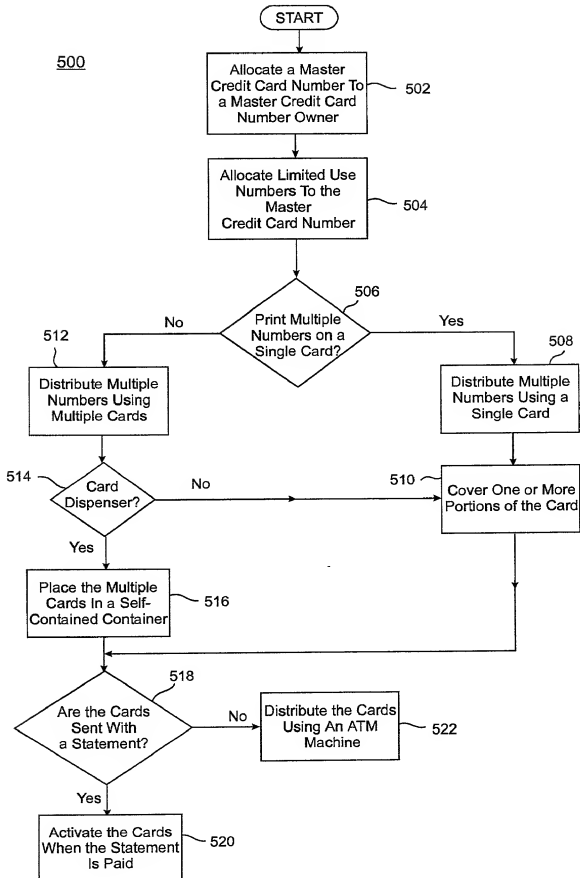 START
500
Allocate a Master
Credit Card Number To
a Master Credit Card
Number Owner
502
Allocate Limited Use
Numbers To the
Master
Credit Card Number
504
506
Print Multiple
Numbers on a
Single Card?
No
Yes
512
508
Distribute Multiple
Numbers Using
Multiple Cards
Distribute Multiple
Numbers Using a
Single Card
514
Card
Dispenser?
No
510
Cover One or More
Portions of the Card
Yes
Place the Multiple
Cards In a Self-
Contained Container
516
518
Are the Cards
Sent With
a Statement?
No
Distribute the Cards
Using An ATM
Machine
522
Yes
Activate the Cards
When the Statement
Is Paid
520